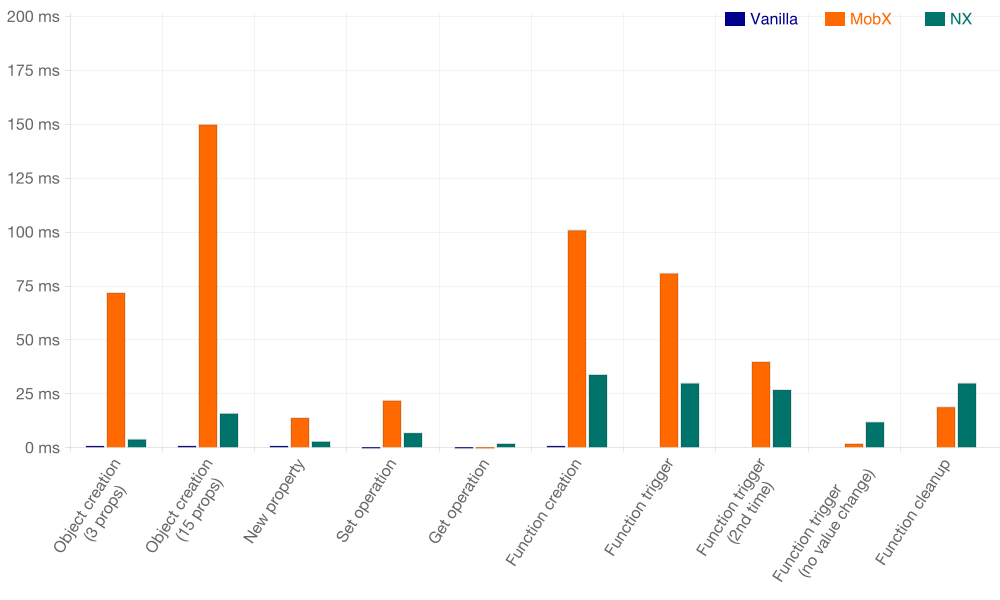 200 ms
Vanilla
MobX
NX
175 ms
150 ms
125 ms
100 ms
75 ms
50 ms
25 ms
0 ms
Object creation
(3 props)
Object creation
(15 props)
New property
Set operation
Get operation
Function creation
Function trigger
Function trigger
(2nd time)
Function trigger
(no value change)
Function cleanup